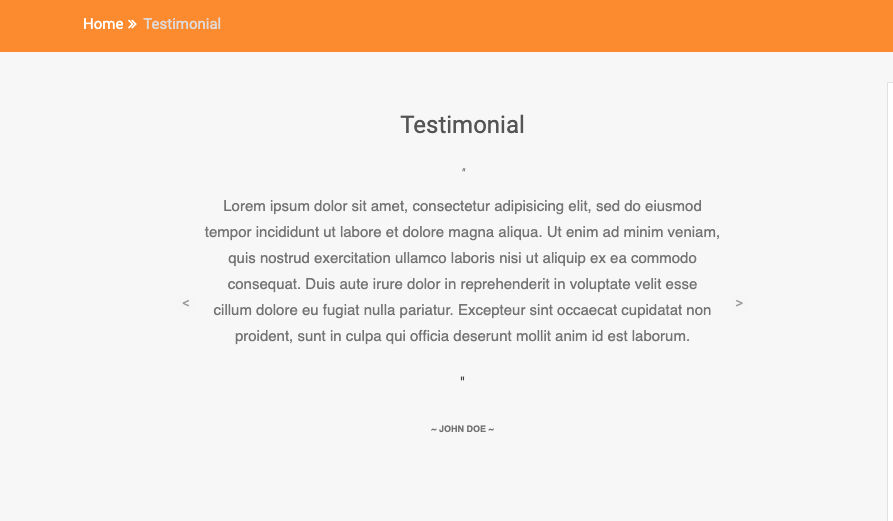 Home » Testimonial
Testimonial
"
Lorem ipsum dolor sit amet, consectetur adipisicing elit, sed do eiusmod
tempor incididunt ut labore et dolore magna aliqua. Ut enim ad minim veniam,
quis nostrud exercitation ullamco laboris nisi ut aliquip ex ea commodo
consequat. Duis aute irure dolor in reprehenderit in voluptate velit esse
< >
cillum dolore eu fugiat nulla pariatur. Excepteur sint occaecat cupidatat non
proident, sunt in culpa qui officia deserunt mollit anim id est laborum.
"
~ JOHN DOE ~